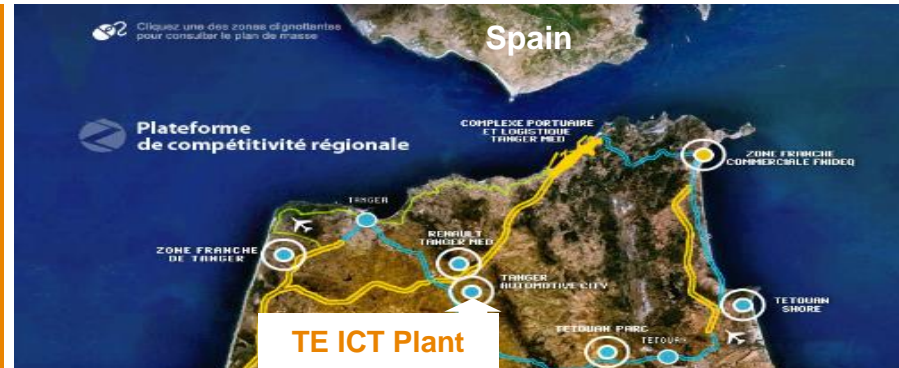 Cliquez une des zones clignottantes
pour consulter le plan de masse
Spain
Plateforme
de compétitivité régionale
COMPLEXE PORTUAIRE
ET LOGISTIQUE
TANGER MED
ZONE FRANCHE
COMMERCIALE FNIDEQ
TANGER
RENAULT
TANGER MED
ZONE FRANCHE
DE TANGER
TANGER
AUTOMOTIVE CITY
TETOUAN
SHORE
TETOUAN PARC
TETOUAN
TE ICT Plant